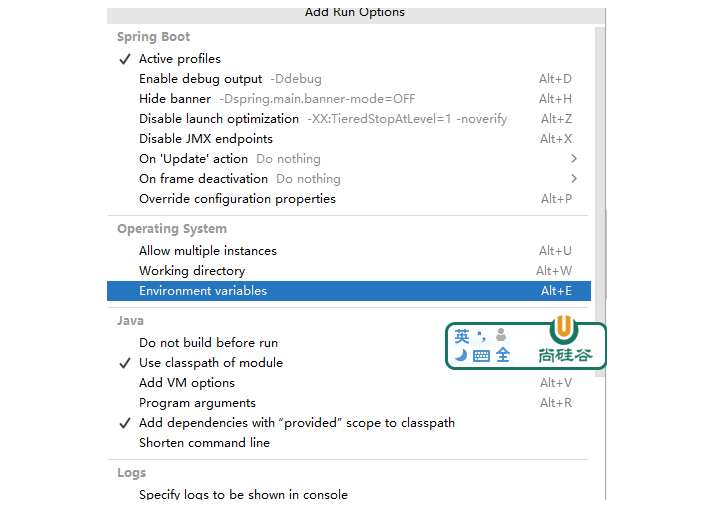 Add Run Options
Spring Boot
Active profiles
Enable debug output -Ddebug Alt+D
Hide banner -Dspring.main.banner-mode=OFF Alt+H
Disable launch optimization -XX:TieredStopAtLevel=1 -noverify Alt+Z
Disable JMX endpoints Alt+X
On 'Update' action Do nothing
On frame deactivation Do nothing
Override configuration properties Alt+P
Operating System
Allow multiple instances Alt+U
Working directory Alt+W
Environment variables Alt+E
Java
Do not build before run
英 •,
全 尚硅谷
Use classpath of module
Add VM options Alt+V
Program arguments Alt+R
Add dependencies with “provided” scope to classpath
Shorten command line
Logs
Specify logs to be shown in console